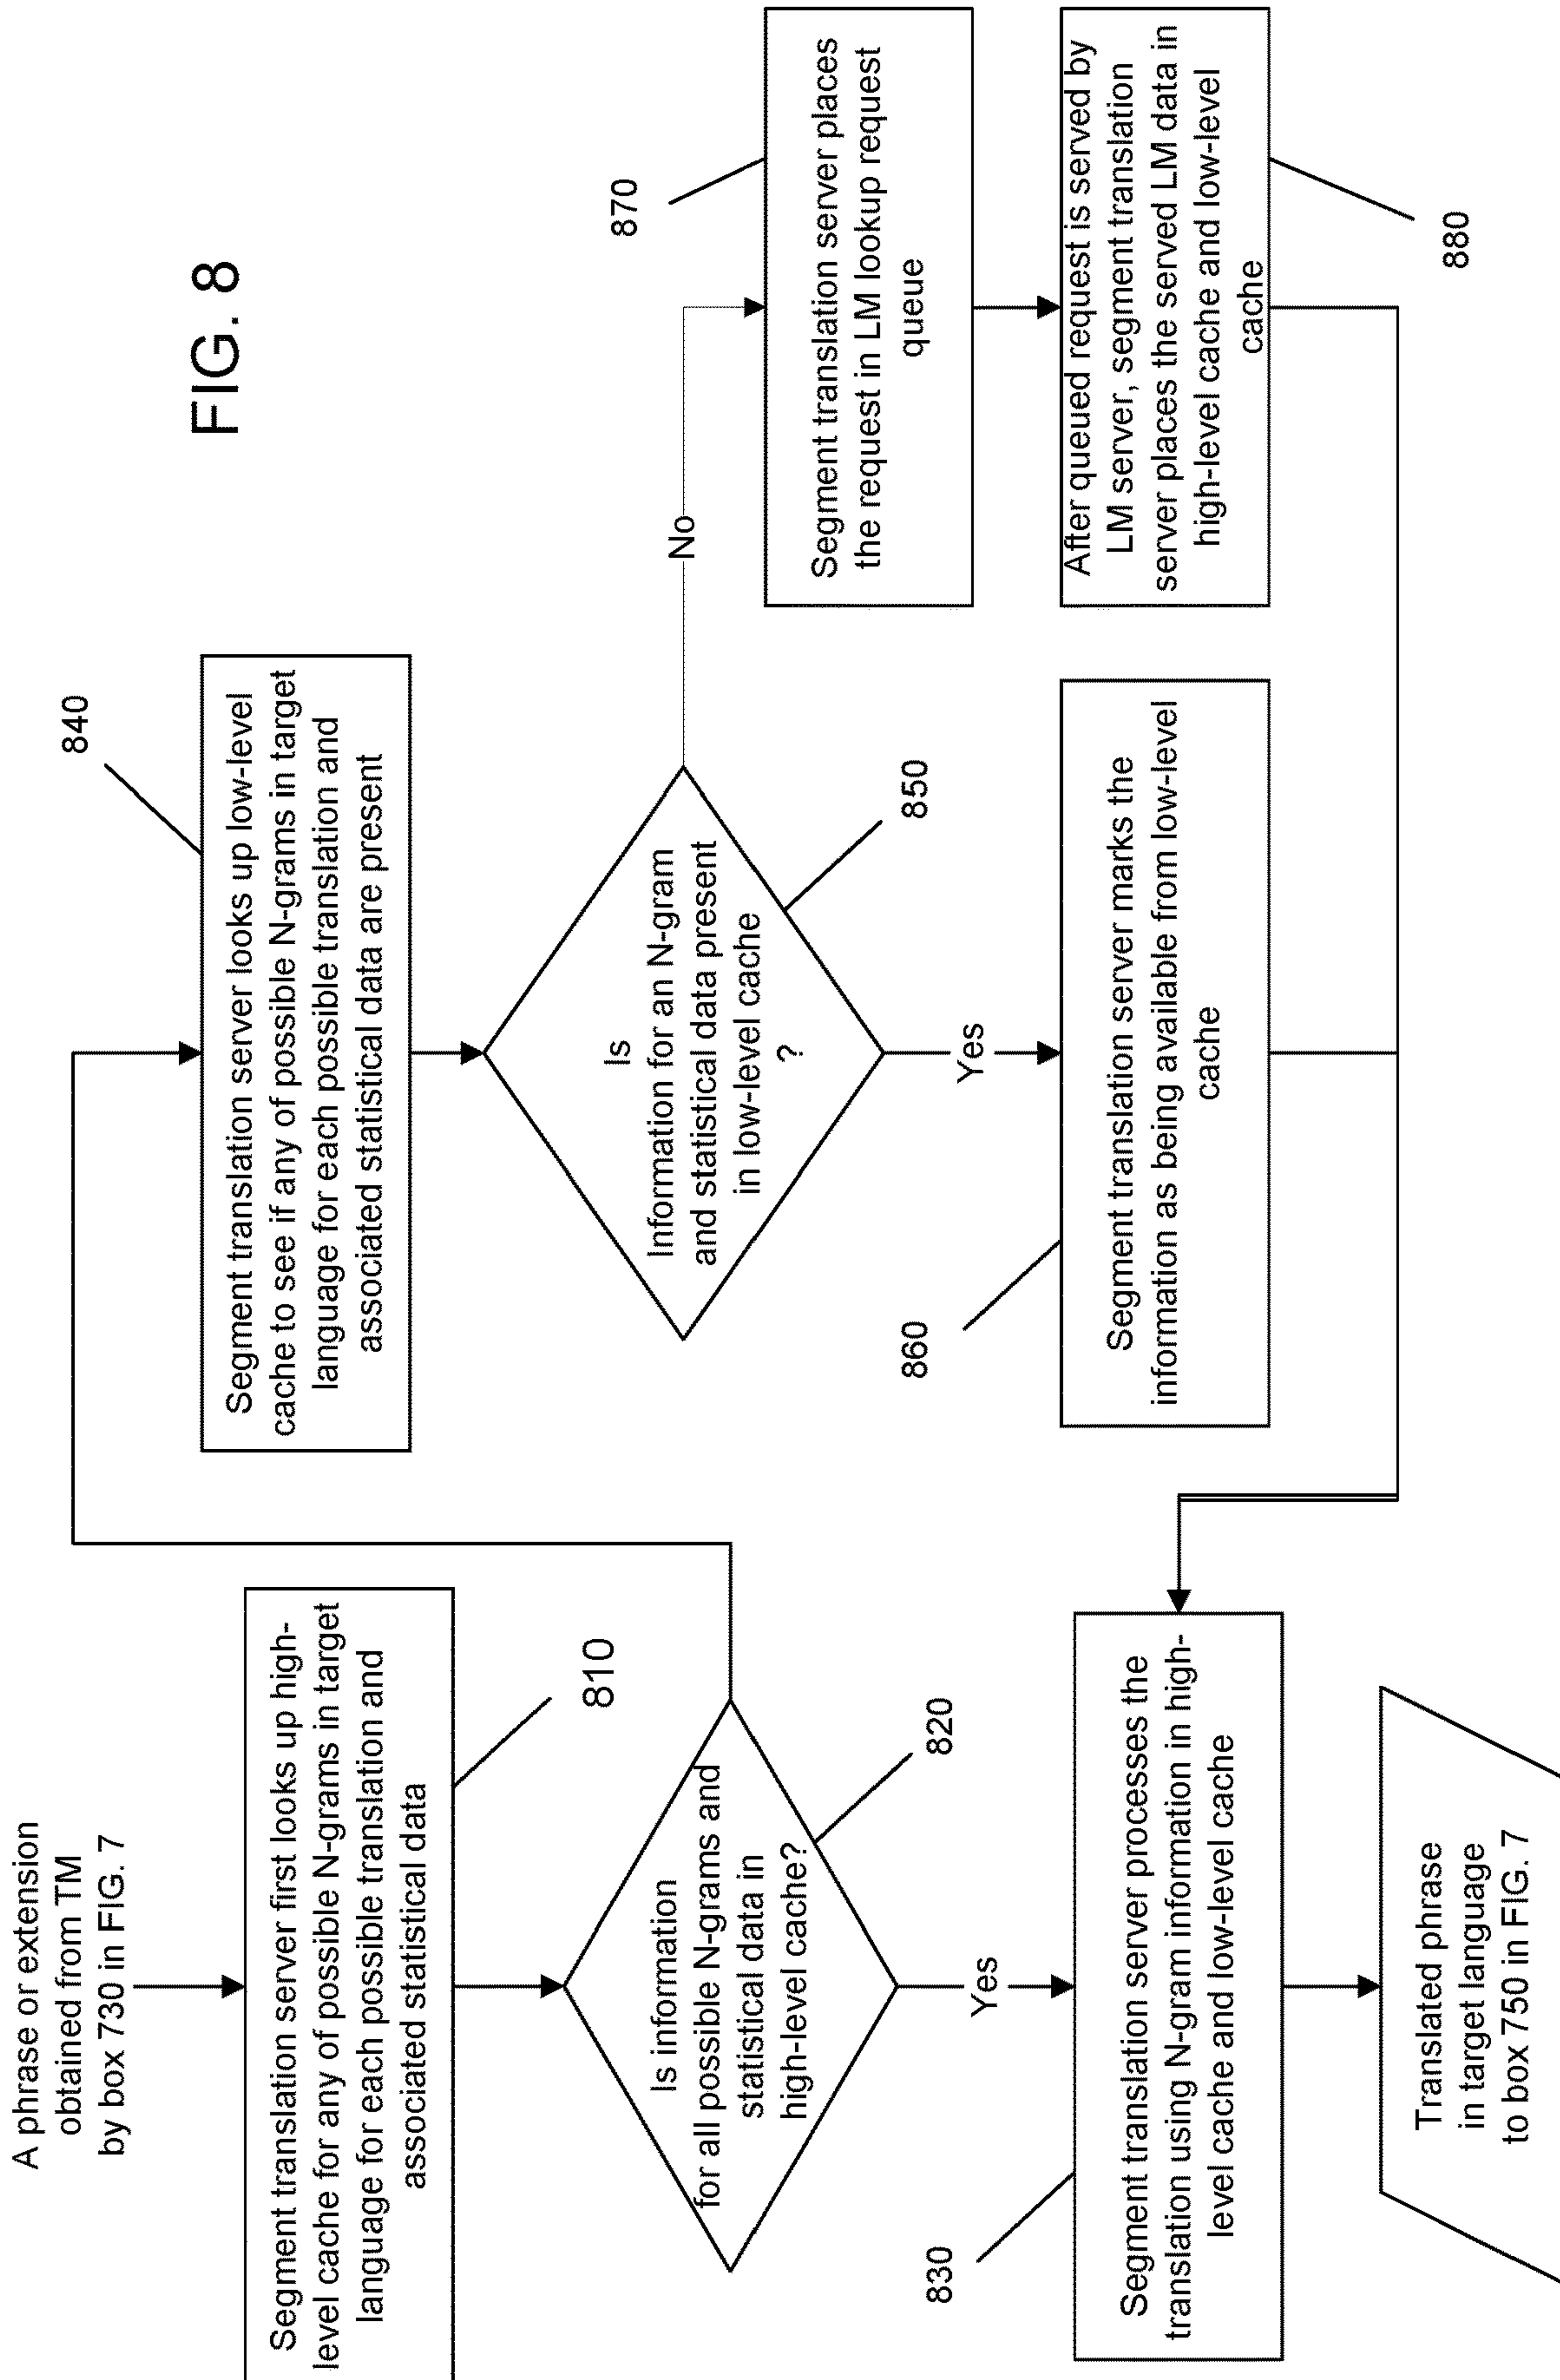 FIG. 8
A phrase or extension
obtained from TM
by box 730 in FIG. 7
Segment translation server first looks up high-
level cache for any of possible N-grams in target
language for each possible translation and
associated statistical data
810
Is information
for all possible N-grams and
statistical data in
high-level cache?
820
Yes
Segment translation server processes the
translation using N-gram information in high-
level cache and low-level cache
830
Translated phrase
in target language
to box 750 in FIG. 7
840
Segment translation server looks up low-level
cache to see if any of possible N-grams in target
language for each possible translation and
associated statistical data are present
Is
Information for an N-gram
and statistical data present
in low-level cache
?
850
Yes
No
860
Segment translation server marks the
information as being available from low-level
cache
870
Segment translation server places
the request in LM lookup request
queue
After queued request is served by
LM server, segment translation
server places the served LM data in
high-level cache and low-level
cache
880